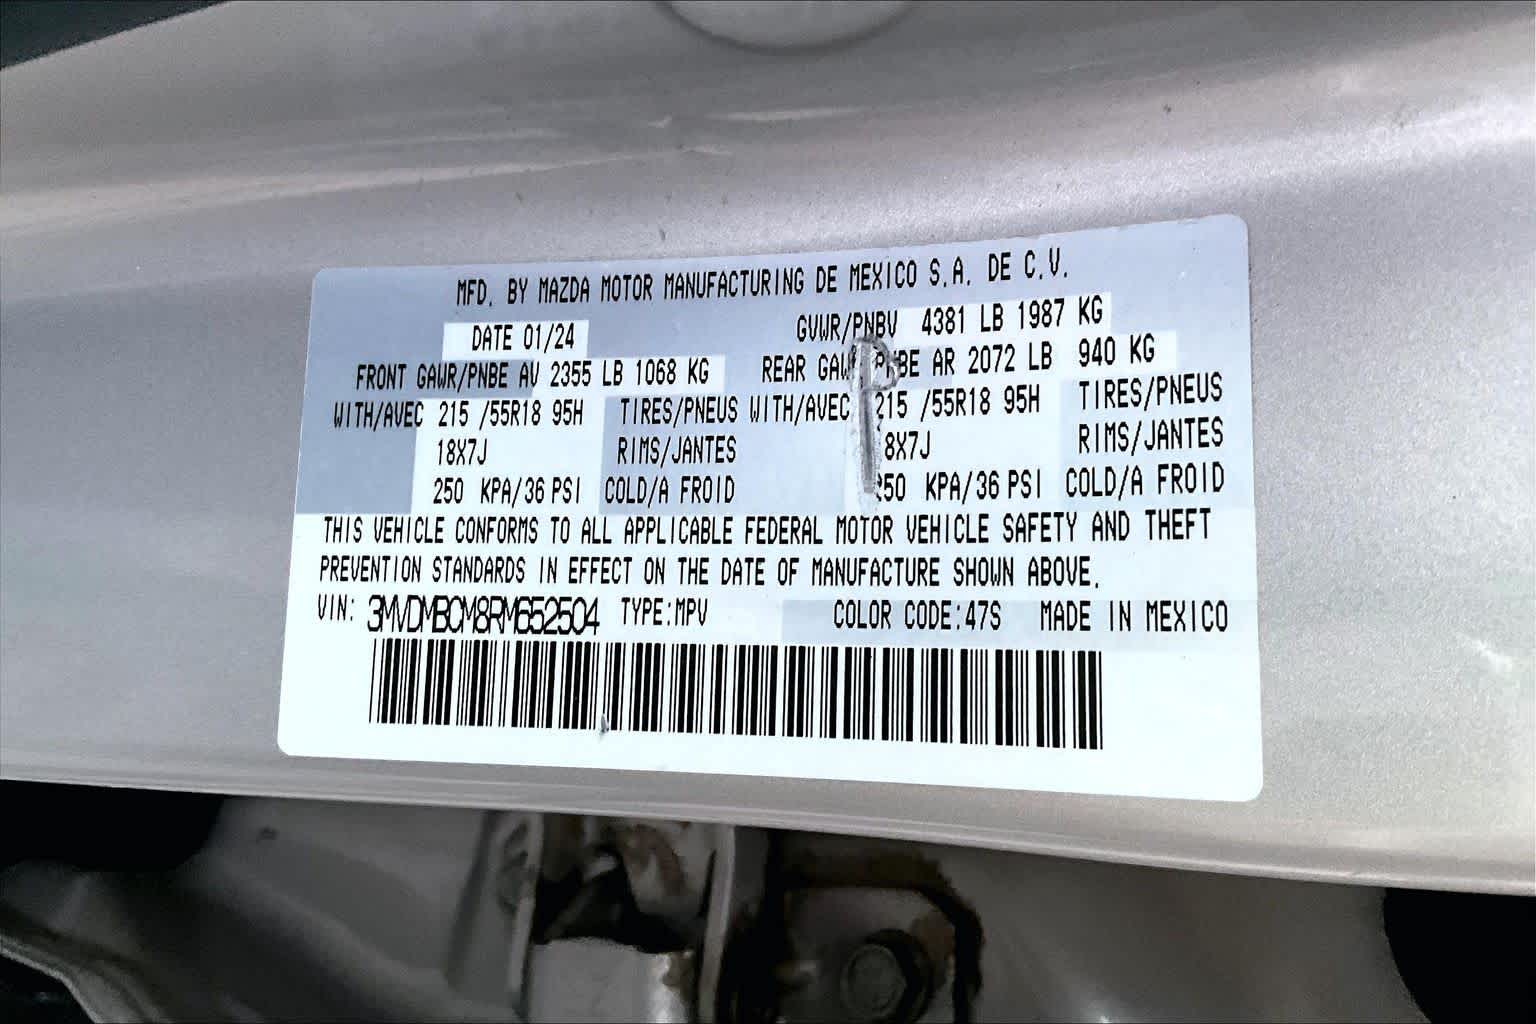 MFD. BY MAZDA MOTOR MANUFACTURING DE MEXICO S.A. DE C.V.
DATE 01/24 GVWR/PNBV 4381 LB 1987 KG
FRONT GAWR/PNBE AV 2355 LB 1068 KG REAR GAWR/PNBE AR 2072 LB 940 KG
WITH/AVEC 215 /55R18 95H TIRES/PNEUS WITH/AVEC 215 /55R18 95H TIRES/PNEUS
18X7J RIMS/JANTES 18X7J RIMS/JANTES
250 KPA/36 PSI COLD/A FROID 250 KPA/36 PSI COLD/A FROID
THIS VEHICLE CONFORMS TO ALL APPLICABLE FEDERAL MOTOR VEHICLE SAFETY AND THEFT
PREVENTION STANDARDS IN EFFECT ON THE DATE OF MANUFACTURE SHOWN ABOVE.
VIN: 3MVDMBCM8RM652504 TYPE:MPV COLOR CODE:47S MADE IN MEXICO